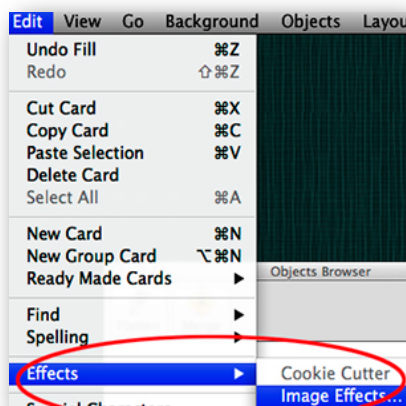 Edit View Go Background Objects
Undo Fill ⌘Z
Redo ⇧⌘Z
Cut Card ⌘X
Copy Card ⌘C
Paste Selection ⌘V
Delete Card
Select All ⌘A
New Card ⌘N
New Group Card ⌥⌘N
Ready Made Cards
Objects Browser
Find
Spelling
Effects
Cookie Cutter
Image Effects...